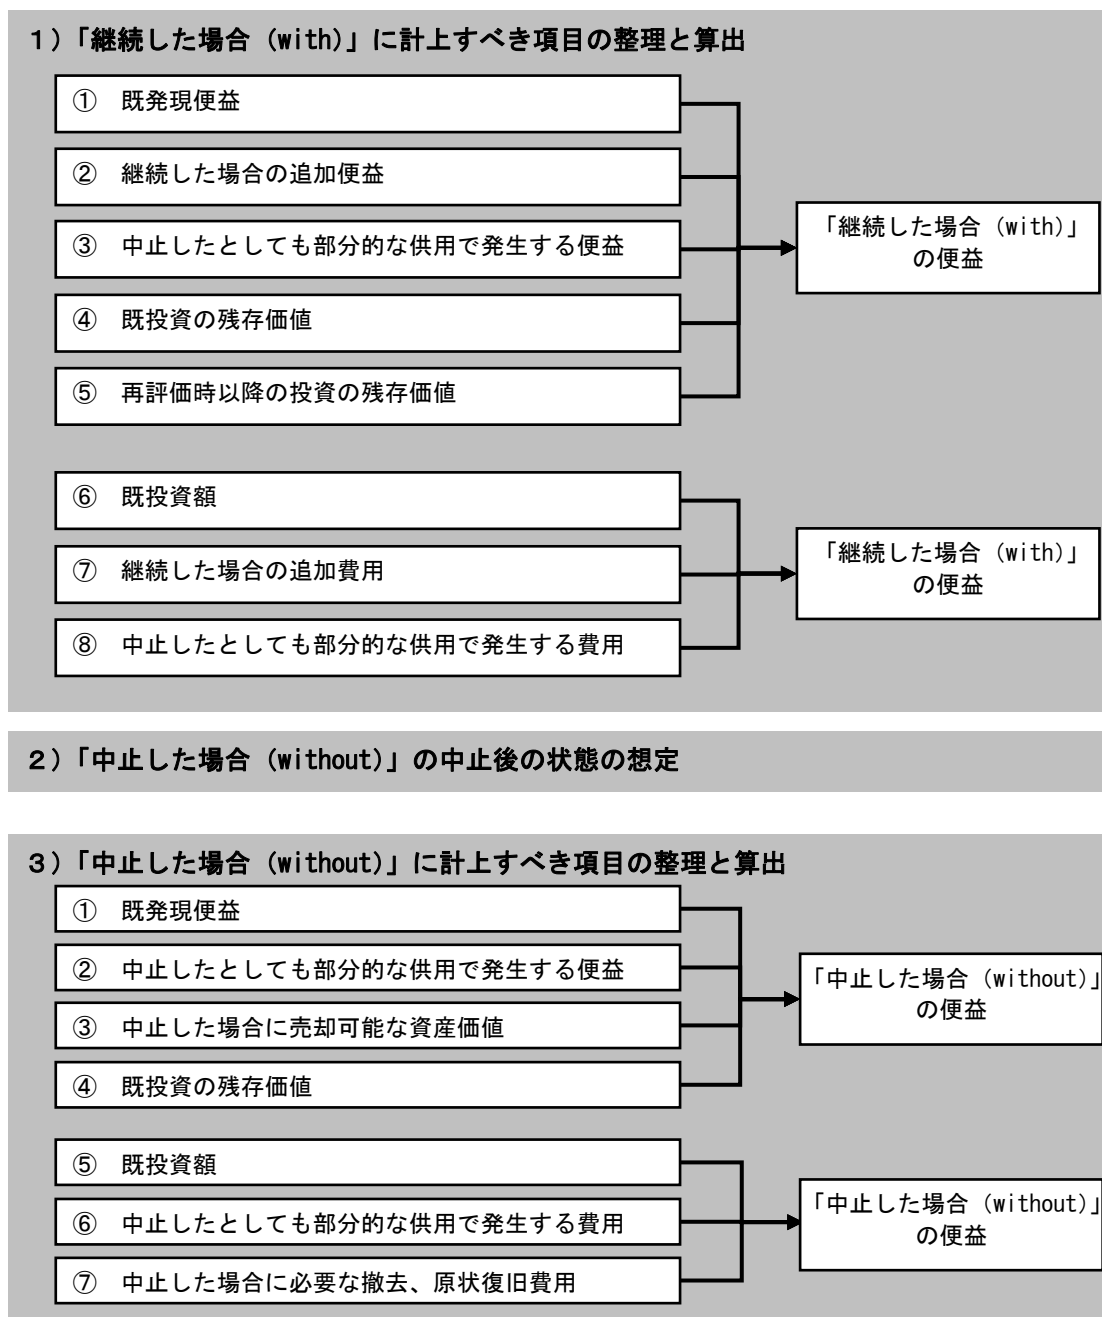 1）「継続した場合（with）」に計上すべき項目の整理と算出
① 既発現便益
② 継続した場合の追加便益
③ 中止したとしても部分的な供用で発生する便益
④ 既投資の残存価値
⑤ 再評価時以降の投資の残存価値
「継続した場合（with）」
の便益
⑥ 既投資額
⑦ 継続した場合の追加費用
⑧ 中止したとしても部分的な供用で発生する費用
「継続した場合（with）」
の便益
2）「中止した場合（without）」の中止後の状態の想定
3）「中止した場合（without）」に計上すべき項目の整理と算出
① 既発現便益
② 中止したとしても部分的な供用で発生する便益
③ 中止した場合に売却可能な資産価値
④ 既投資の残存価値
「中止した場合（without）」
の便益
⑤ 既投資額
⑥ 中止したとしても部分的な供用で発生する費用
⑦ 中止した場合に必要な撤去、原状復旧費用
「中止した場合（without）」
の便益